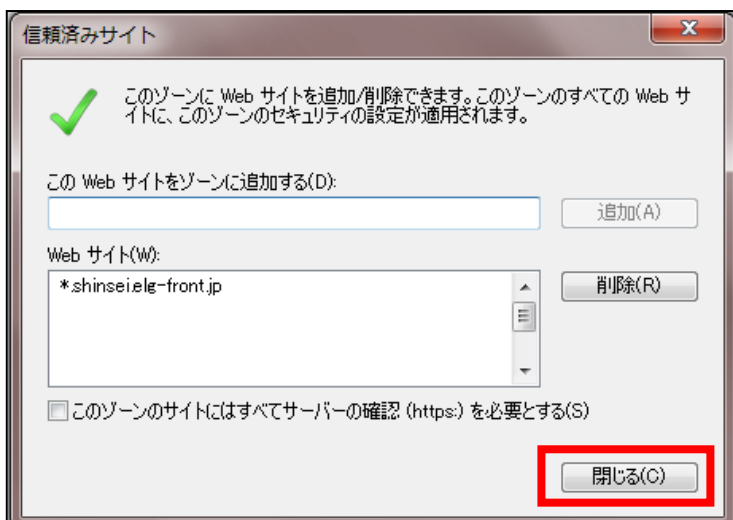 信頼済みサイト
このゾーンに Web サイトを追加/削除できます。このゾーンのすべての Web サ
イトに、このゾーンのセキュリティの設定が適用されます。
この Web サイトをゾーンに追加する(D):
追加(A)
Web サイト(W):
*.shinsei.elg-front.jp
削除(R)
このゾーンのサイトにはすべてサーバーの確認 (https:) を必要とする(S)
閉じる(C)